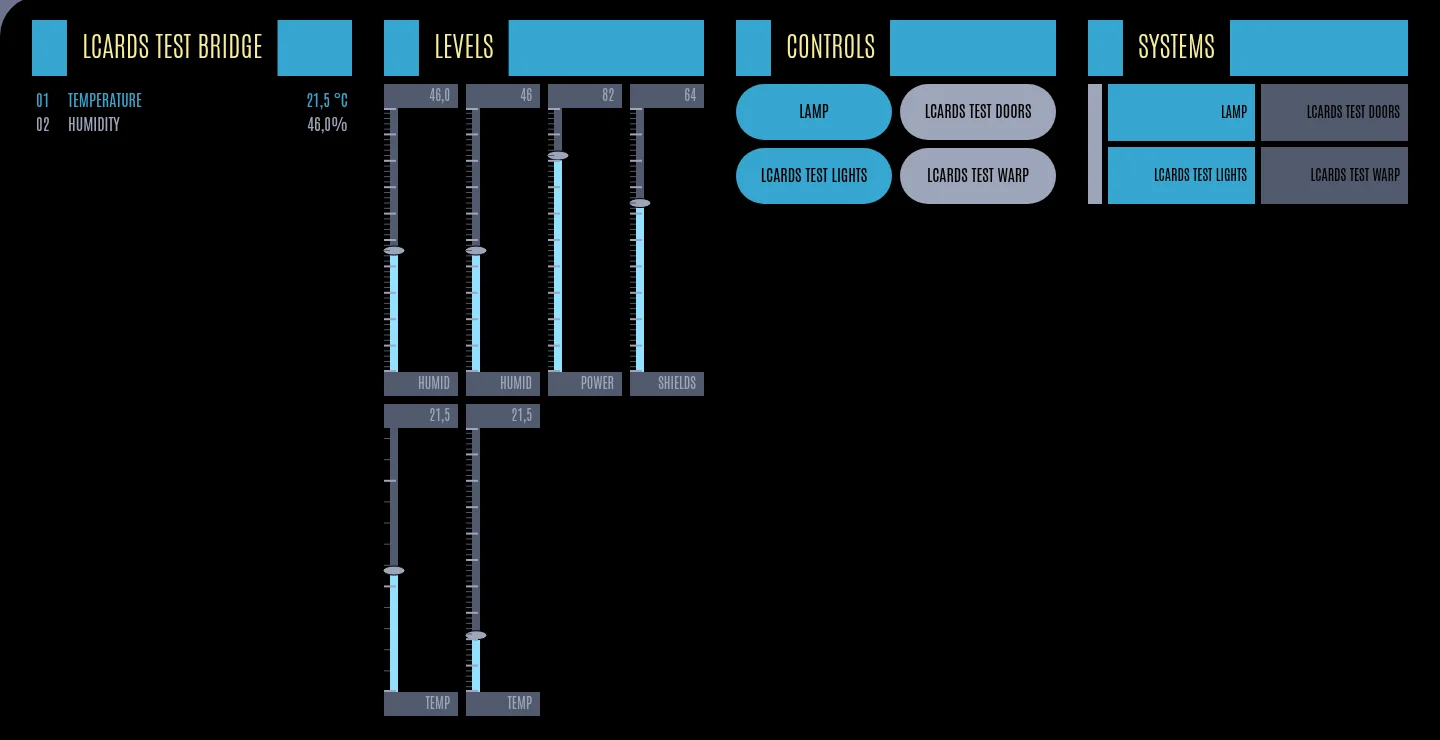 LCARDS TEST BRIDGE
01 TEMPERATURE 21,5 °C
02 HUMIDITY 46,0%
LEVELS
46,0 46 82 64
HUMID HUMID POWER SHIELDS
21,5 21,5
TEMP TEMP
CONTROLS
LAMP LCARDS TEST DOORS
LCARDS TEST LIGHTS LCARDS TEST WARP
SYSTEMS
LAMP LCARDS TEST DOORS
LCARDS TEST LIGHTS LCARDS TEST WARP